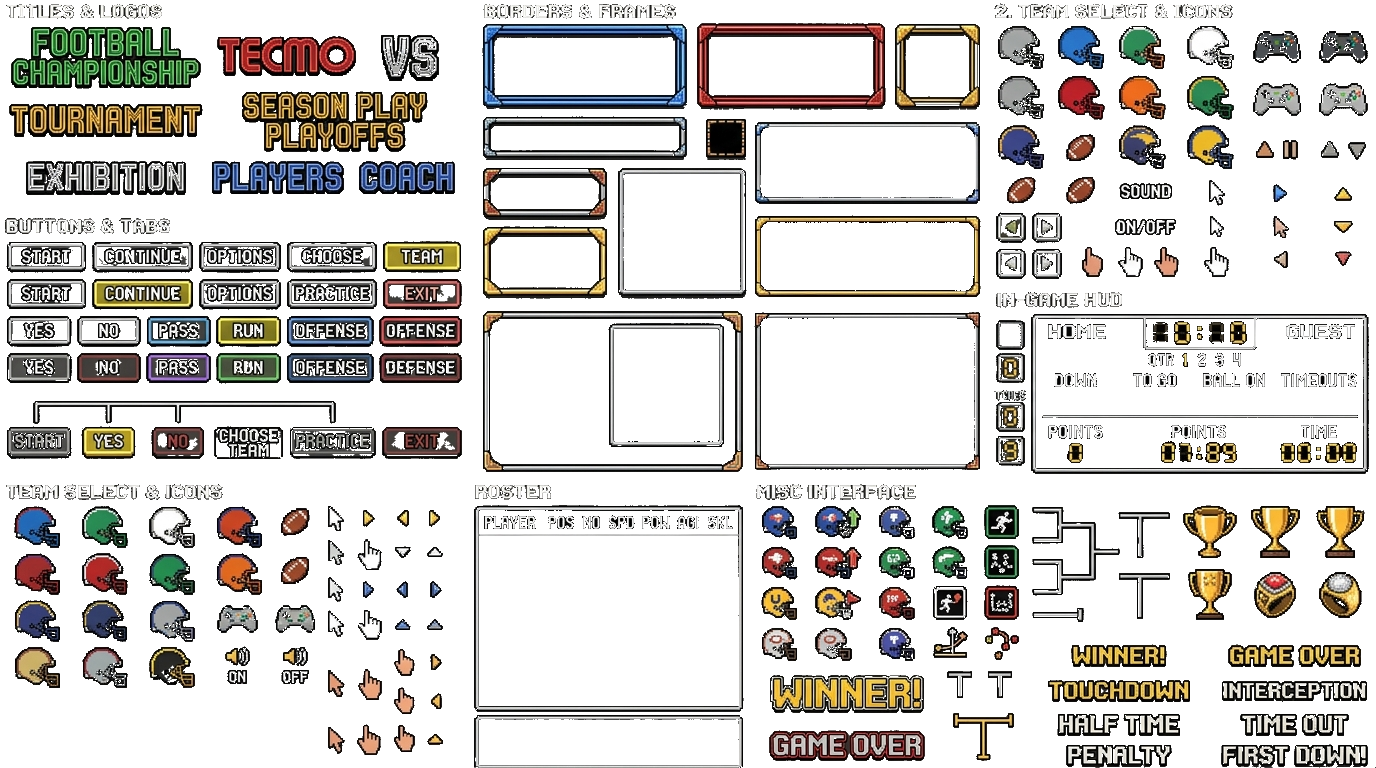 TITLES & LOGOS
FOOTBALL
CHAMPIONSHIP
TECMO
VS
TOURNAMENT
SEASON PLAY
PLAYOFFS
EXHIBITION
PLAYERS COACH
BUTTONS & TABS
START CONTINUE OPTIONS CHOOSE TEAM
START CONTINUE OPTIONS PRACTICE EXIT
YES NO PASS RUN OFFENSE OFFENSE
YES NO PASS RUN OFFENSE DEFENSE
START YES NO CHOOSE TEAM PRACTICE EXIT
BORDERS & FRAMES
2. TEAM SELECT & ICONS
SOUND
ON/OFF
IN-GAME HUD
HOME GUEST
QTR 1 2 3 4
DOWN TO GO BALL ON TIMEOUTS
POINTS POINTS TIME
0
0
9
TEAM SELECT & ICONS
ON OFF
ROSTER
PLAYER POS NO SPD POW AGI SKL
MISC INTERFACE
WINNER!
GAME OVER
WINNER! GAME OVER
TOUCHDOWN INTERCEPTION
HALF TIME TIME OUT
PENALTY FIRST DOWN!